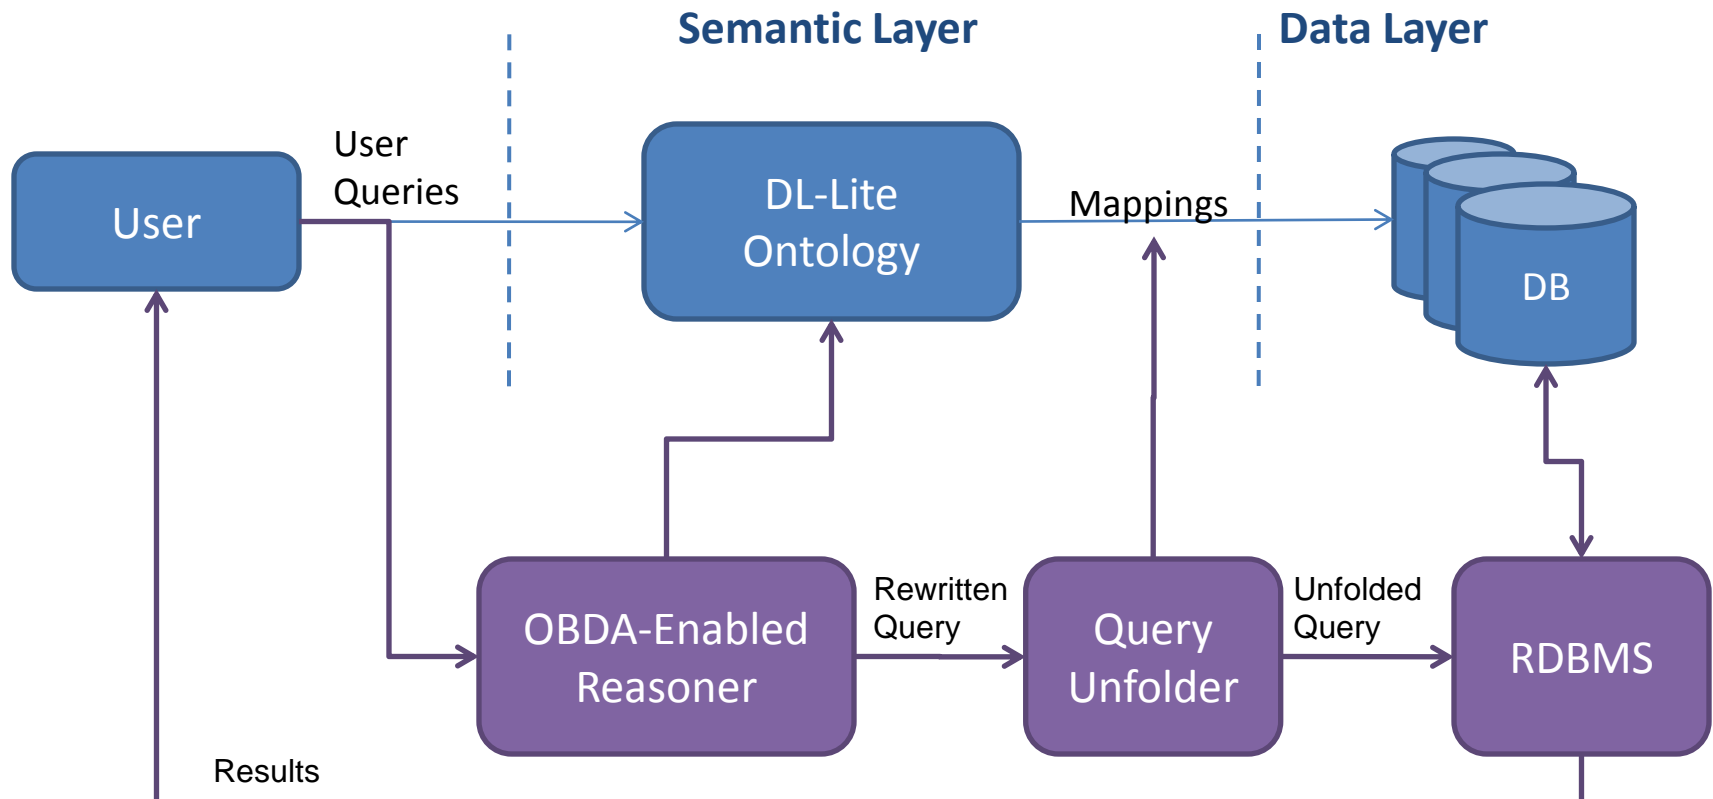 Semantic Layer
Data Layer
User
Queries
User
DL-Lite
Ontology
Mappings
DB
OBDA-Enabled
Reasoner
Rewritten
Query
Query
Unfolder
Unfolded
Query
RDBMS
Results